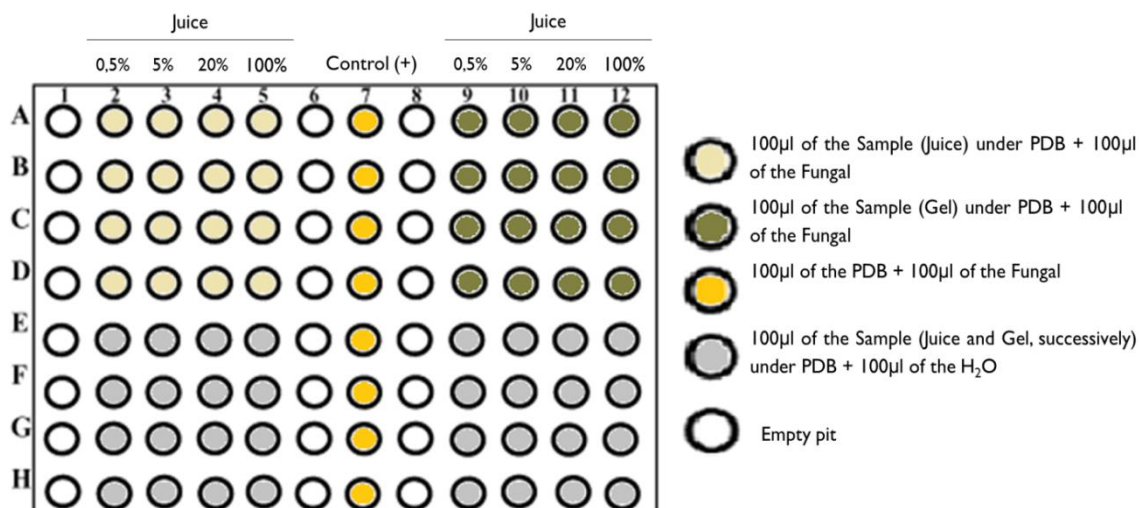 Juice Juice
0,5% 5% 20% 100% Control (+) 0,5% 5% 20% 100%
1 2 3 4 5 6 7 8 9 10 11 12
A
B
C
D
E
F
G
H
100µl of the Sample (Juice) under PDB + 100µl
of the Fungal
100µl of the Sample (Gel) under PDB + 100µl
of the Fungal
100µl of the PDB + 100µl of the Fungal
100µl of the Sample (Juice and Gel, successively)
under PDB + 100µl of the H₂O
Empty pit